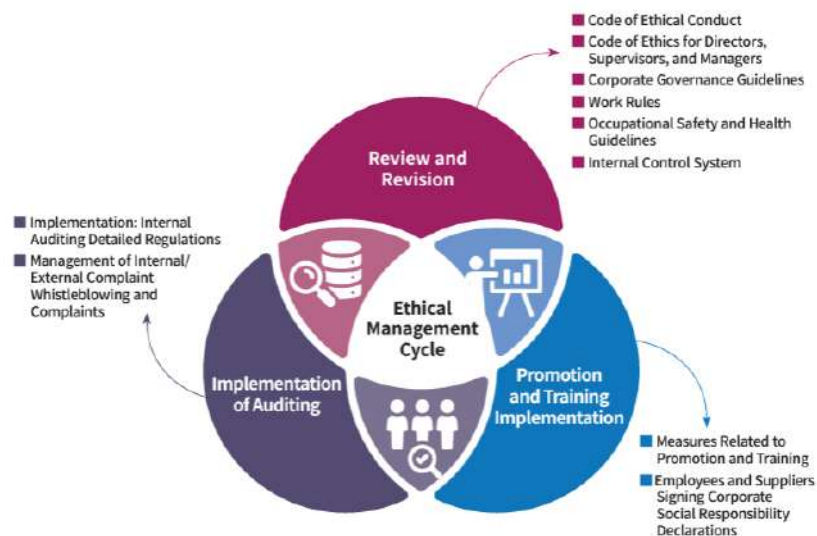 Code of Ethical Conduct
Code of Ethics for Directors,
Supervisors, and Managers
Corporate Governance Guidelines
Work Rules
Occupational Safety and Health
Guidelines
Internal Control System
Review and
Revision
Implementation: Internal
Auditing Detailed Regulations
Management of Internal/
External Complaint
Whistleblowing and
Complaints
Ethical
Management
Cycle
Implementation
of Auditing
Promotion
and Training
Implementation
Measures Related to
Promotion and Training
Employees and Suppliers
Signing Corporate
Social Responsibility
Declarations